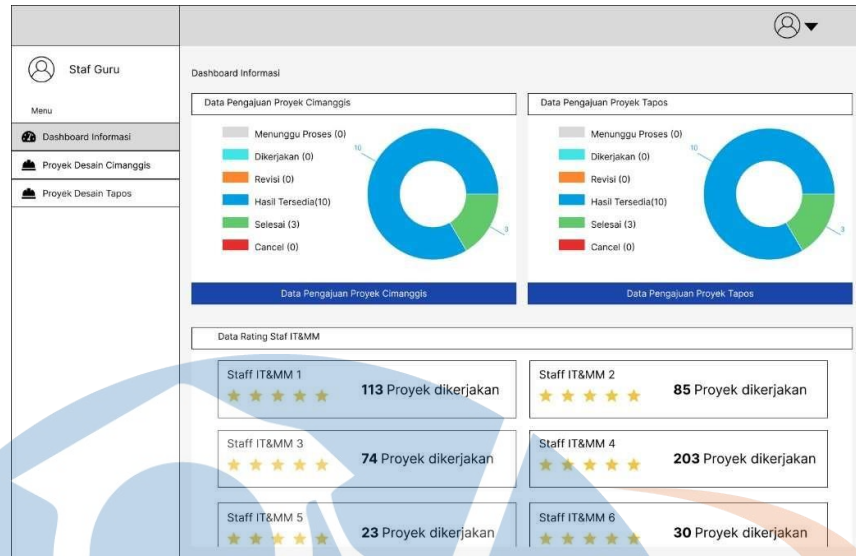 Staf Guru
Menu
Dashboard Informasi
Proyek Desain Cimanggis
Proyek Desain Tapos
Dashboard Informasi
Data Pengajuan Proyek Cimanggis
Menunggu Proses (0)
Dikerjakan (0)
Revisi (0)
Hasil Tersedia(10)
Selesai (3)
Cancel (0)
10
3
Data Pengajuan Proyek Cimanggis
Data Pengajuan Proyek Tapos
Menunggu Proses (0)
Dikerjakan (0)
Revisi (0)
Hasil Tersedia(10)
Selesai (3)
Cancel (0)
10
3
Data Pengajuan Proyek Tapos
Data Rating Staf IT&MM
Staff IT&MM 1
113 Proyek dikerjakan
Staff IT&MM 2
85 Proyek dikerjakan
Staff IT&MM 3
74 Proyek dikerjakan
Staff IT&MM 4
203 Proyek dikerjakan
Staff IT&MM 5
23 Proyek dikerjakan
Staff IT&MM 6
30 Proyek dikerjakan